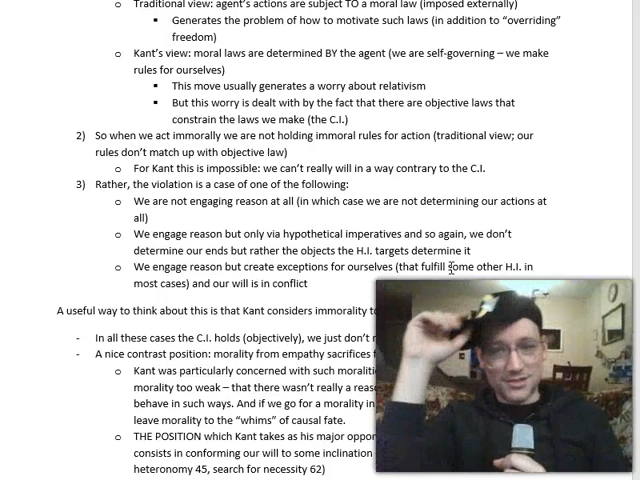 o Traditional view: agent's actions are subject TO a moral law (imposed externally)
▪ Generates the problem of how to motivate such laws (in addition to "overriding"
freedom)
o Kant's view: moral laws are determined BY the agent (we are self-governing – we make
rules for ourselves)
▪ This move usually generates a worry about relativism
▪ But this worry is dealt with by the fact that there are objective laws that
constrain the laws we make (the C.I.)
2) So when we act immorally we are not holding immoral rules for action (traditional view; our
rules don't match up with objective law)
o For Kant this is impossible: we can't really will in a way contrary to the C.I.
3) Rather, the violation is a case of one of the following:
o We are not engaging reason at all (in which case we are not determining our actions at
all)
o We engage reason but only via hypothetical imperatives and so again, we don't
determine our ends but rather the objects the H.I. targets determine it
o We engage reason but create exceptions for ourselves (that fulfill some other H.I. in
most cases) and our will is in conflict
A useful way to think about this is that Kant considers immorality
- In all these cases the C.I. holds (objectively), we just don't
- A nice contrast position: morality from empathy sacrifices
o Kant was particularly concerned with such
morality too weak – that there wasn't really a
behave in such ways. And if we go for a morality in
leave morality to the "whims" of causal fate.
o THE POSITION which Kant takes as his major
consists in conforming our will to some inclination
heteronomy 45, search for necessity 62)